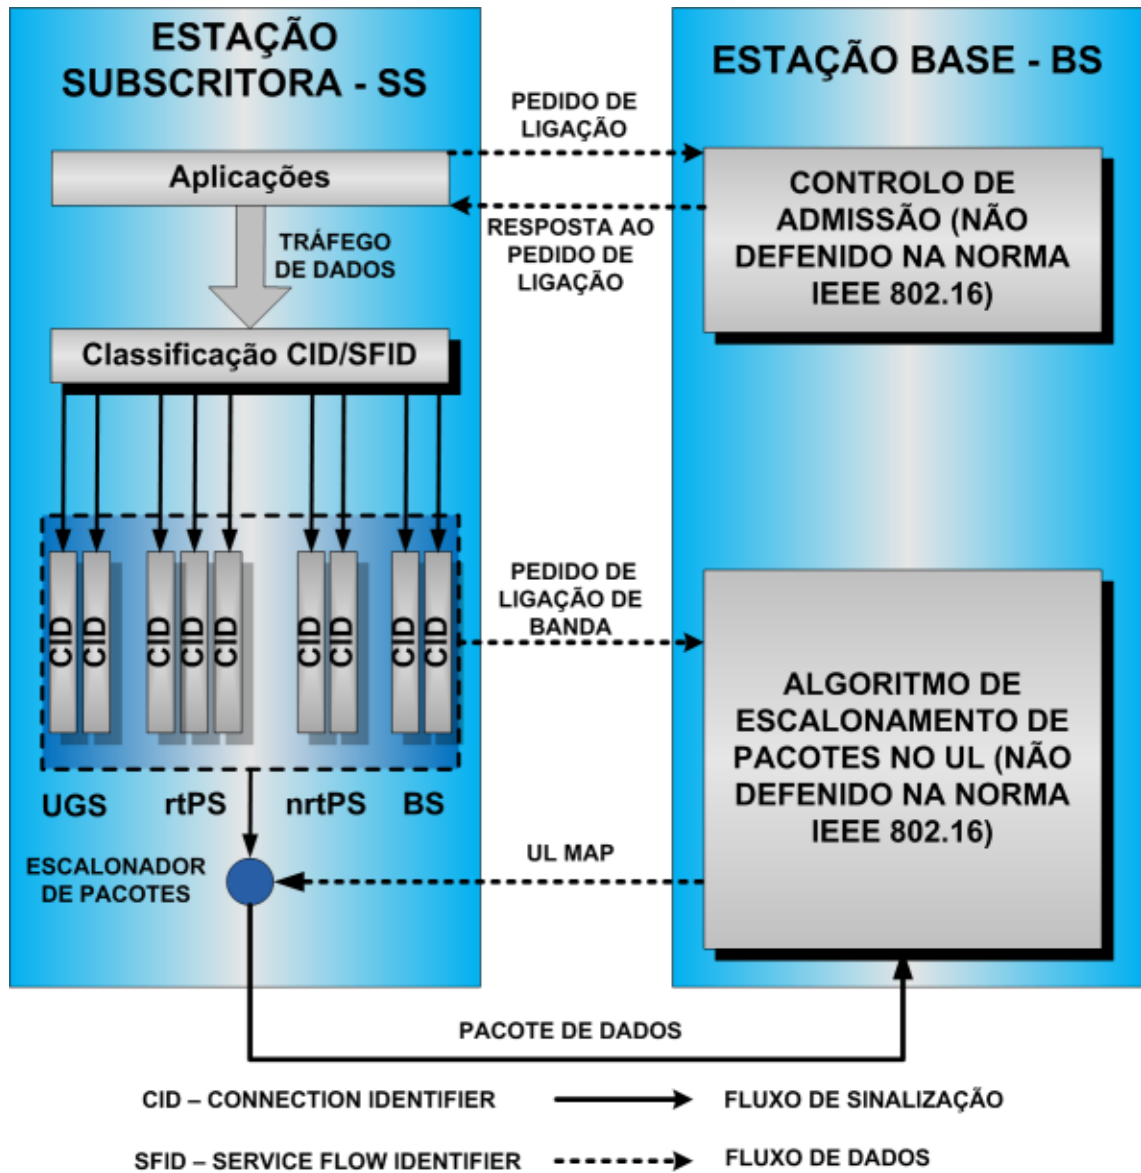 ESTAÇÃO
SUBSCRITORA - SS
ESTAÇÃO BASE - BS
PEDIDO DE
LIGAÇÃO
Aplicações
RESPOSTA AO
PEDIDO DE
LIGAÇÃO
CONTROLO DE
ADMISSÃO (NÃO
DEFENIDO NA NORMA
IEEE 802.16)
TRÁFEGO
DE DADOS
Classificação CID/SFID
CID
CID
CID
CID
CID
CID
CID
CID
CID
PEDIDO DE
LIGAÇÃO DE
BANDA
ALGORITMO DE
ESCALONAMENTO DE
PACOTES NO UL (NÃO
DEFENIDO NA NORMA
IEEE 802.16)
UGS
rtPS
nrtPS
BS
ESCALONADOR
DE PACOTES
UL MAP
PACOTE DE DADOS
CID – CONNECTION IDENTIFIER
FLUXO DE SINALIZAÇÃO
SFID – SERVICE FLOW IDENTIFIER
FLUXO DE DADOS